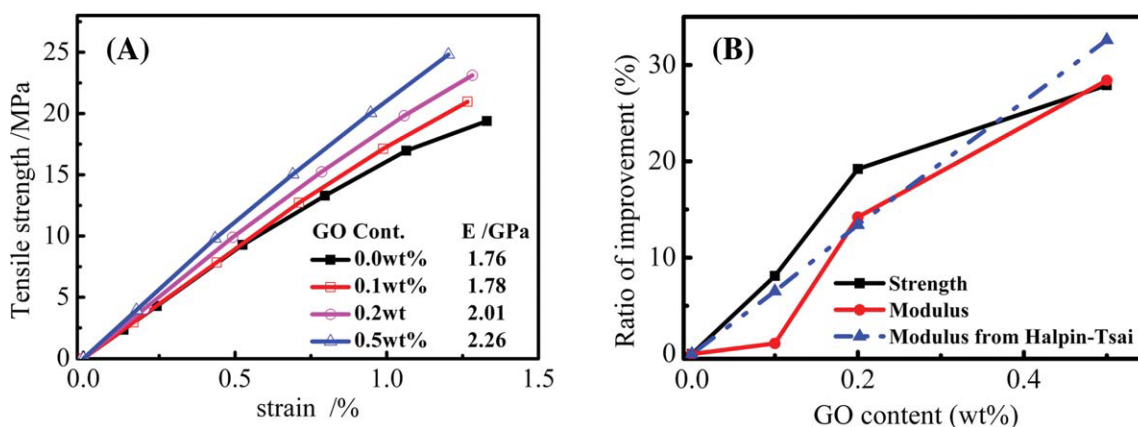 (A)
Tensile strength /MPa
25
20
15
10
5
0
0.0
0.5
1.0
1.5
strain /%
GO Cont. E /GPa
0.0wt% 1.76
0.1wt% 1.78
0.2wt 2.01
0.5wt% 2.26
(B)
Ratio of improvement (%)
30
20
10
0
0.0
0.2
0.4
GO content (wt%)
Strength
Modulus
Modulus from Halpin-Tsai